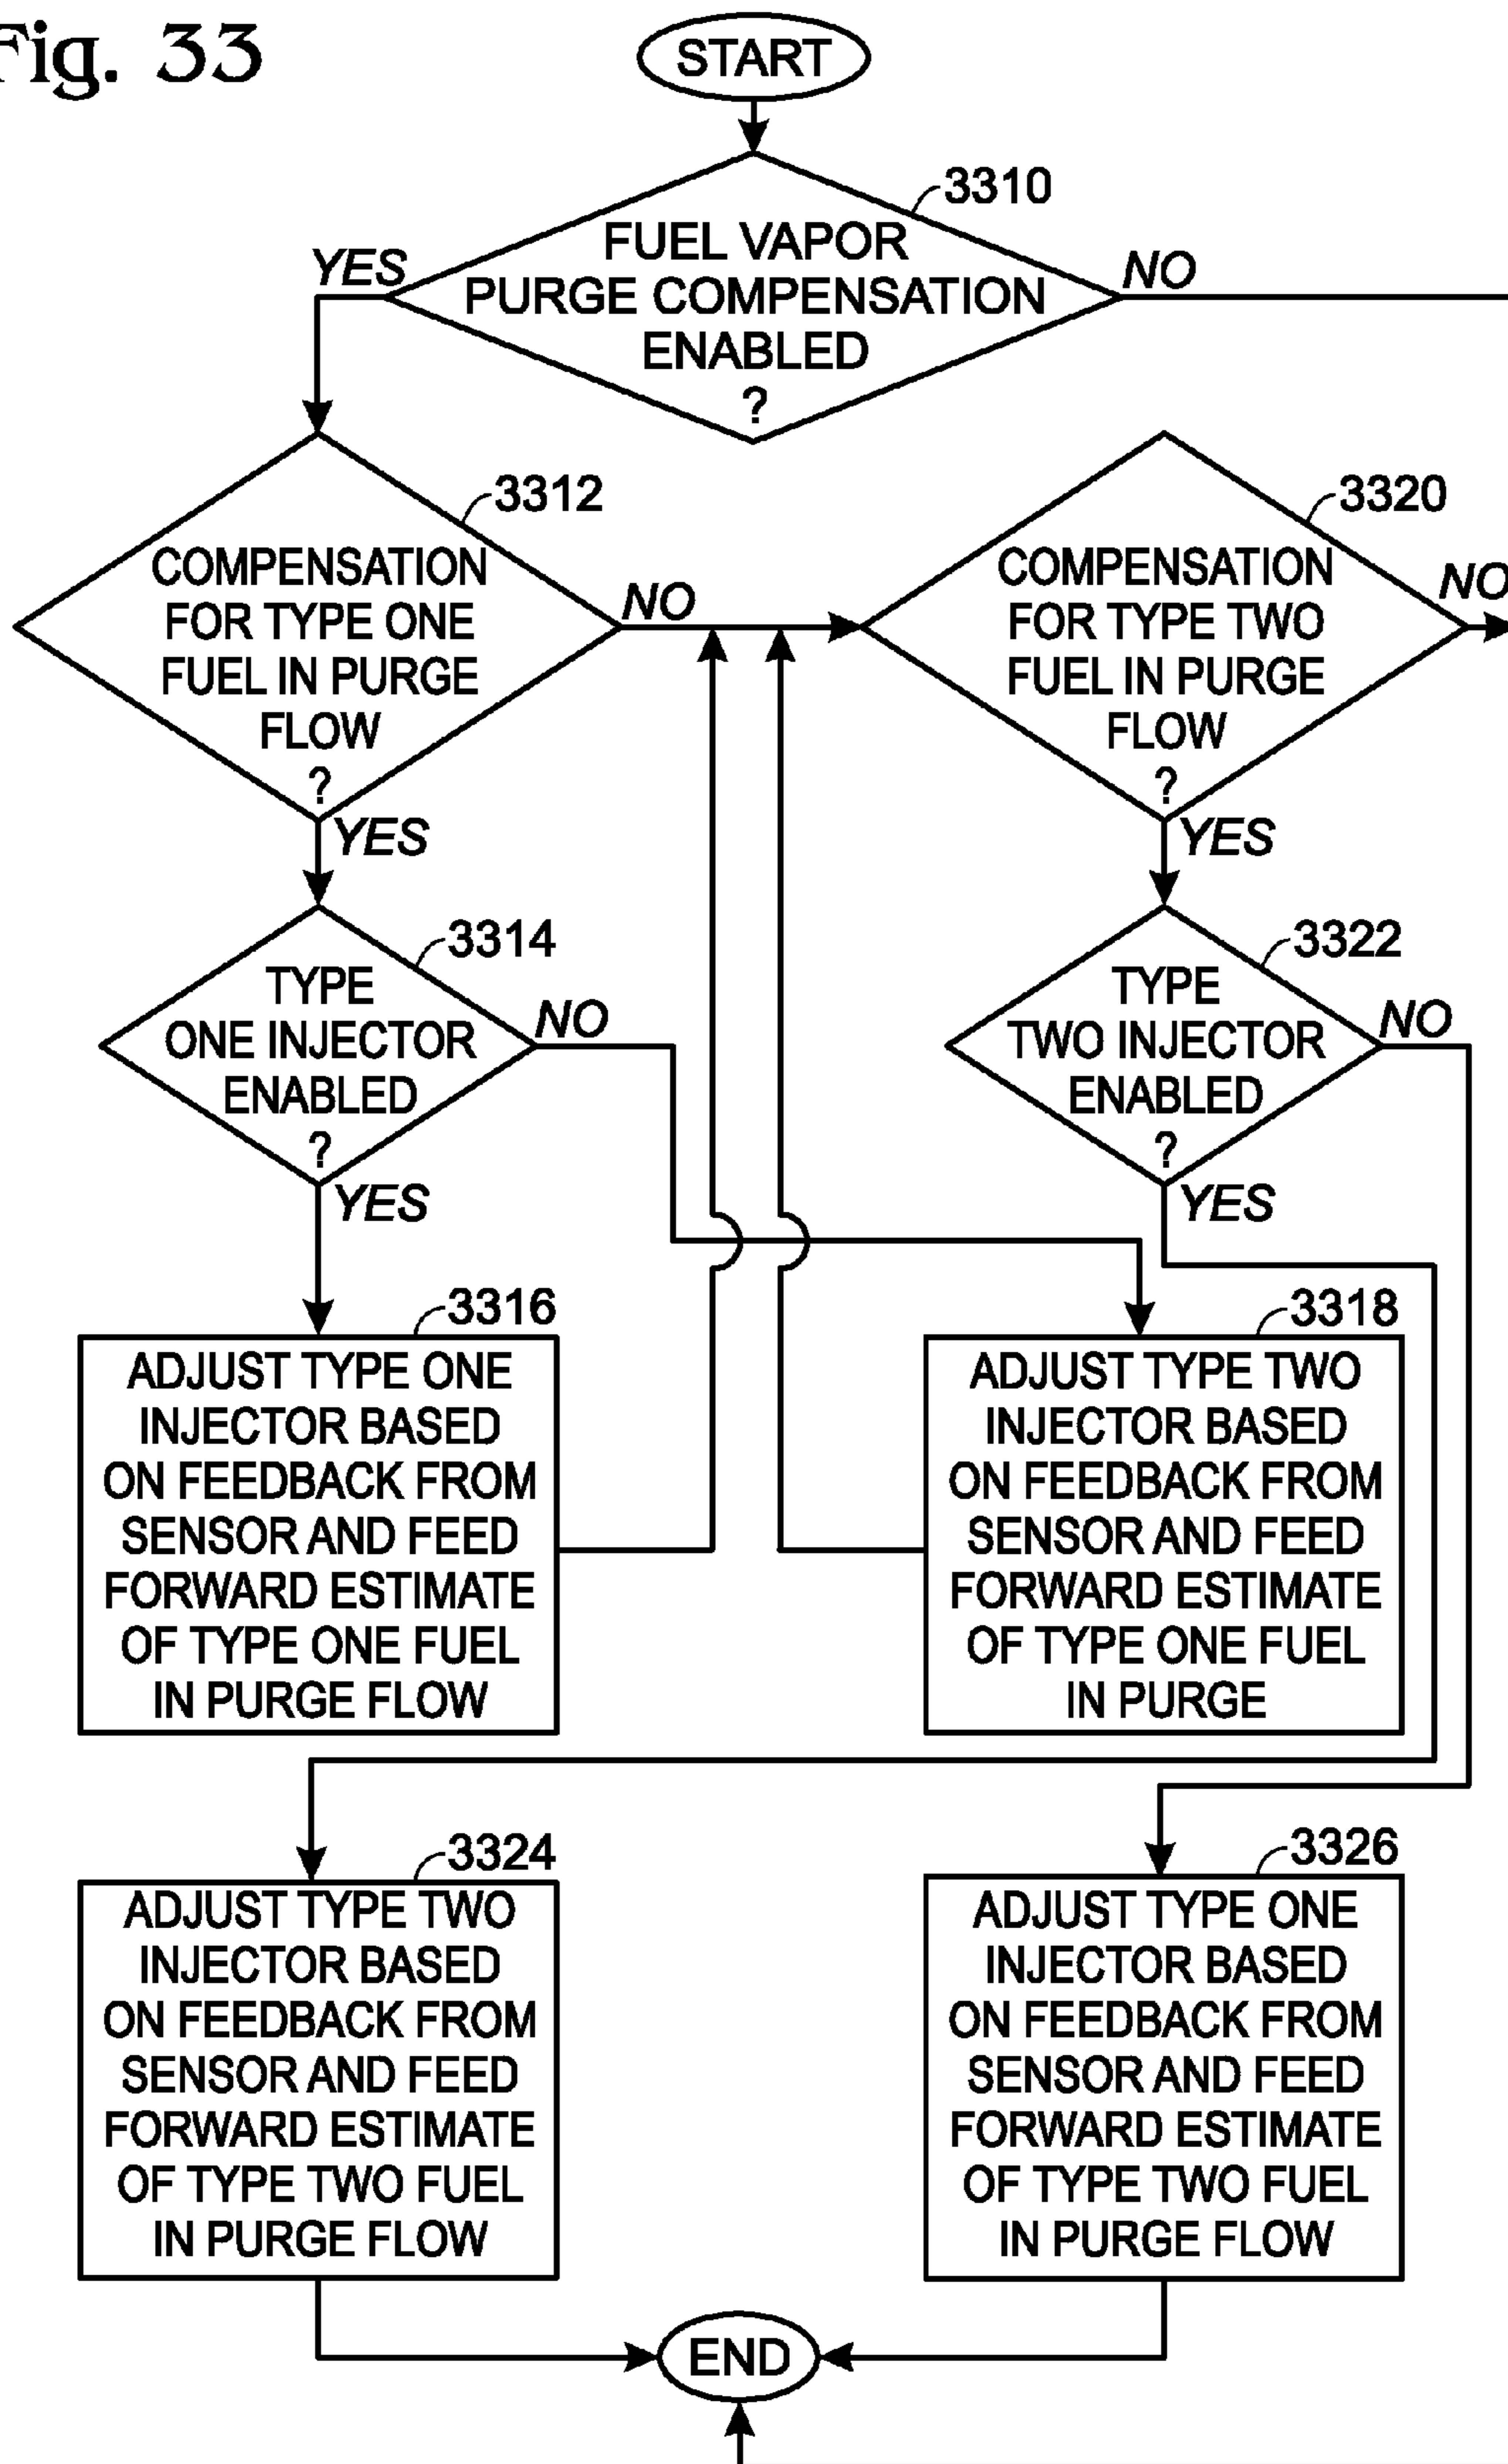 Fig. 33
START
3310
FUEL VAPOR
PURGE COMPENSATION
ENABLED
?
YES
NO
3312
COMPENSATION
FOR TYPE ONE
FUEL IN PURGE
FLOW
?
NO
YES
3320
COMPENSATION
FOR TYPE TWO
FUEL IN PURGE
FLOW
?
NO
YES
3314
TYPE
ONE INJECTOR
ENABLED
?
NO
YES
3322
TYPE
TWO INJECTOR
ENABLED
?
NO
YES
3316
ADJUST TYPE ONE
INJECTOR BASED
ON FEEDBACK FROM
SENSOR AND FEED
FORWARD ESTIMATE
OF TYPE ONE FUEL
IN PURGE FLOW
3318
ADJUST TYPE TWO
INJECTOR BASED
ON FEEDBACK FROM
SENSOR AND FEED
FORWARD ESTIMATE
OF TYPE ONE FUEL
IN PURGE
3324
ADJUST TYPE TWO
INJECTOR BASED
ON FEEDBACK FROM
SENSOR AND FEED
FORWARD ESTIMATE
OF TYPE TWO FUEL
IN PURGE FLOW
3326
ADJUST TYPE ONE
INJECTOR BASED
ON FEEDBACK FROM
SENSOR AND FEED
FORWARD ESTIMATE
OF TYPE TWO FUEL
IN PURGE FLOW
END